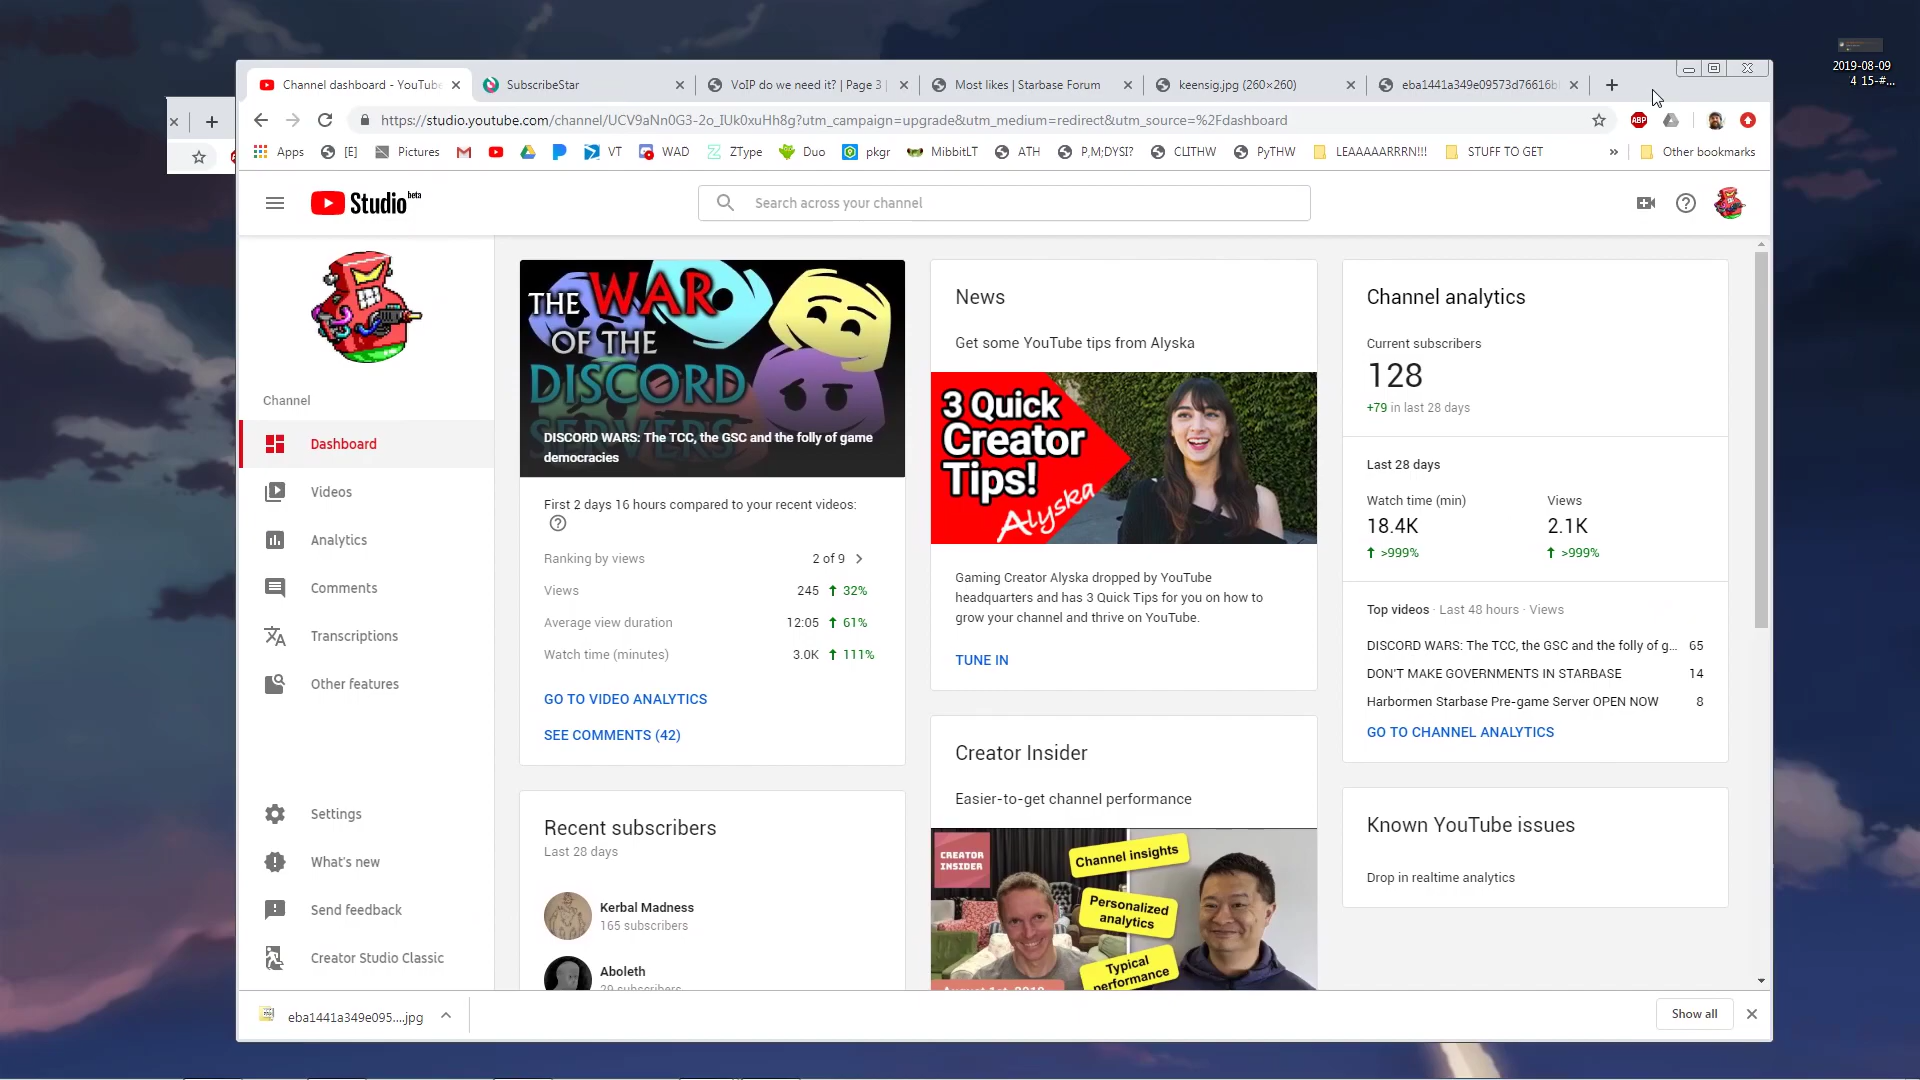 2019-08-09
4 15-#...
Channel dashboard - YouTube
SubscribeStar
VoIP do we need it? | Page 3 |
Most likes | Starbase Forum
keensig.jpg (260×260)
eba1441a349e09573d76616b
https://studio.youtube.com/channel/UCV9aNn0G3-2o_IUk0xuHh8g?utm_campaign=upgrade&utm_medium=redirect&utm_source=%2Fdashboard
ABP
Apps
[E]
Pictures
VT
WAD
ZType
Duo
pkgr
MibbitLT
ATH
P,M;DYSI?
CLITHW
PyTHW
LEAAAAARRRN!!!
STUFF TO GET
»
Other bookmarks
Studio beta
Search across your channel
Channel
Dashboard
Videos
Analytics
Comments
Transcriptions
Other features
Settings
What's new
Send feedback
Creator Studio Classic
THE WAR
OF THE
DISCORD
SERVERS
DISCORD WARS: The TCC, the GSC and the folly of game
democracies
First 2 days 16 hours compared to your recent videos:
Ranking by views 2 of 9
Views 245 32%
Average view duration 12:05 61%
Watch time (minutes) 3.0K 111%
GO TO VIDEO ANALYTICS
SEE COMMENTS (42)
Recent subscribers
Last 28 days
Kerbal Madness
165 subscribers
Aboleth
29 subscribers
News
Get some YouTube tips from Alyska
3 Quick
Creator
Tips!
Alyska
Gaming Creator Alyska dropped by YouTube
headquarters and has 3 Quick Tips for you on how to
grow your channel and thrive on YouTube.
TUNE IN
Creator Insider
Easier-to-get channel performance
CREATOR
INSIDER
Channel insights
Personalized
analytics
Typical
performance
August 1st, 2019
Channel analytics
Current subscribers
128
+79 in last 28 days
Last 28 days
Watch time (min) Views
18.4K 2.1K
>999% >999%
Top videos · Last 48 hours · Views
DISCORD WARS: The TCC, the GSC and the folly of g... 65
DON'T MAKE GOVERNMENTS IN STARBASE 14
Harbormen Starbase Pre-game Server OPEN NOW 8
GO TO CHANNEL ANALYTICS
Known YouTube issues
Drop in realtime analytics
eba1441a349e095....jpg
Show all